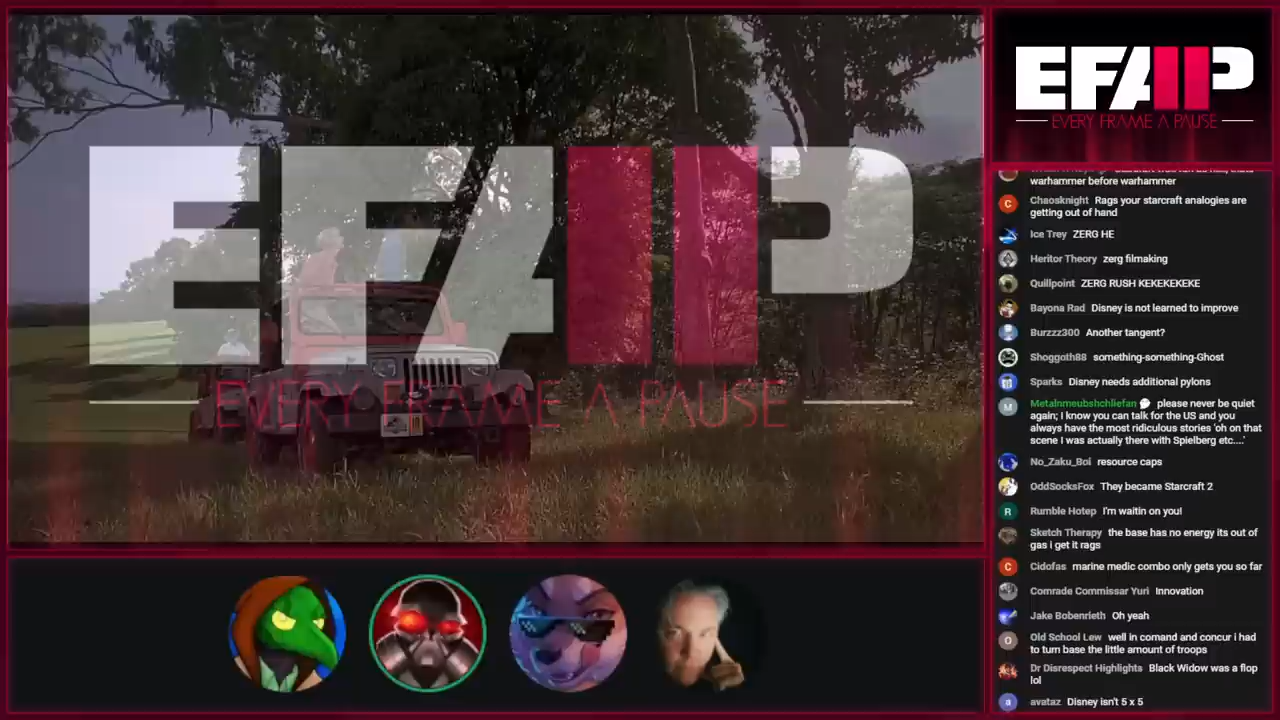 EFAP
EVERY FRAME A PAUSE
EFAP
EVERY FRAME A PAUSE
warhammer before warhammer
Chaosknight Rags your starcraft analogies are
getting out of hand
Ice Trey ZERG HE
Heritor Theory zerg filmaking
Quillpoint ZERG RUSH KEKEKEKEKE
Bayona Rad Disney is not learned to improve
Burzzz300 Another tangent?
Shoggoth88 something-something-Ghost
Sparks Disney needs additional pylons
Metalnmeubshchliefan please never be quiet
again; I know you can talk for the US and you
always have the most ridiculous stories 'oh on that
scene I was actually there with Spielberg etc....'
No_Zaku_Boi resource caps
OddSocksFox They became Starcraft 2
Rumble Hotep I'm waitin on you!
Sketch Therapy the base has no energy its out of
gas i get it rags
Cidofas marine medic combo only gets you so far
Comrade Commissar Yuri Innovation
Jake Bobenrieth Oh yeah
Old School Lew well in comand and concur i had
to turn base the little amount of troops
Dr Disrespect Highlights Black Widow was a flop
lol
avataz Disney isn't 5 x 5